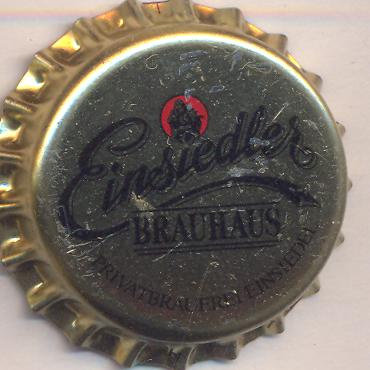 Einsiedler
BRAUHAUS
PRIVATBRAUEREI EINSIEDEL